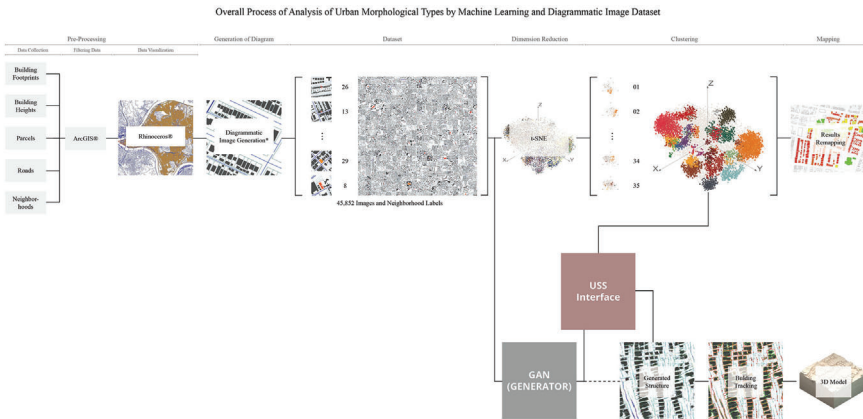 Overall Process of Analysis of Urban Morphological Types by Machine Learning and Diagrammatic Image Dataset
Pre-Processing
Generation of Diagram
Dataset
Dimension Reduction
Clustering
Mapping
Data Collection
Filtering Data
Data Visualization
Building
Footprints
Building
Heights
Parcels
Roads
Neighbor-
hoods
ArcGIS®
Rhinoceros®
Diagrammatic
Image Generation*
26
13
29
8
45,852 Images and Neighborhood Labels
t-SNE
01
02
34
35
Z
X
Y
Results
Remapping
USS
Interface
GAN
(GENERATOR)
Generated
Structure
Building
Tracking
3D Model